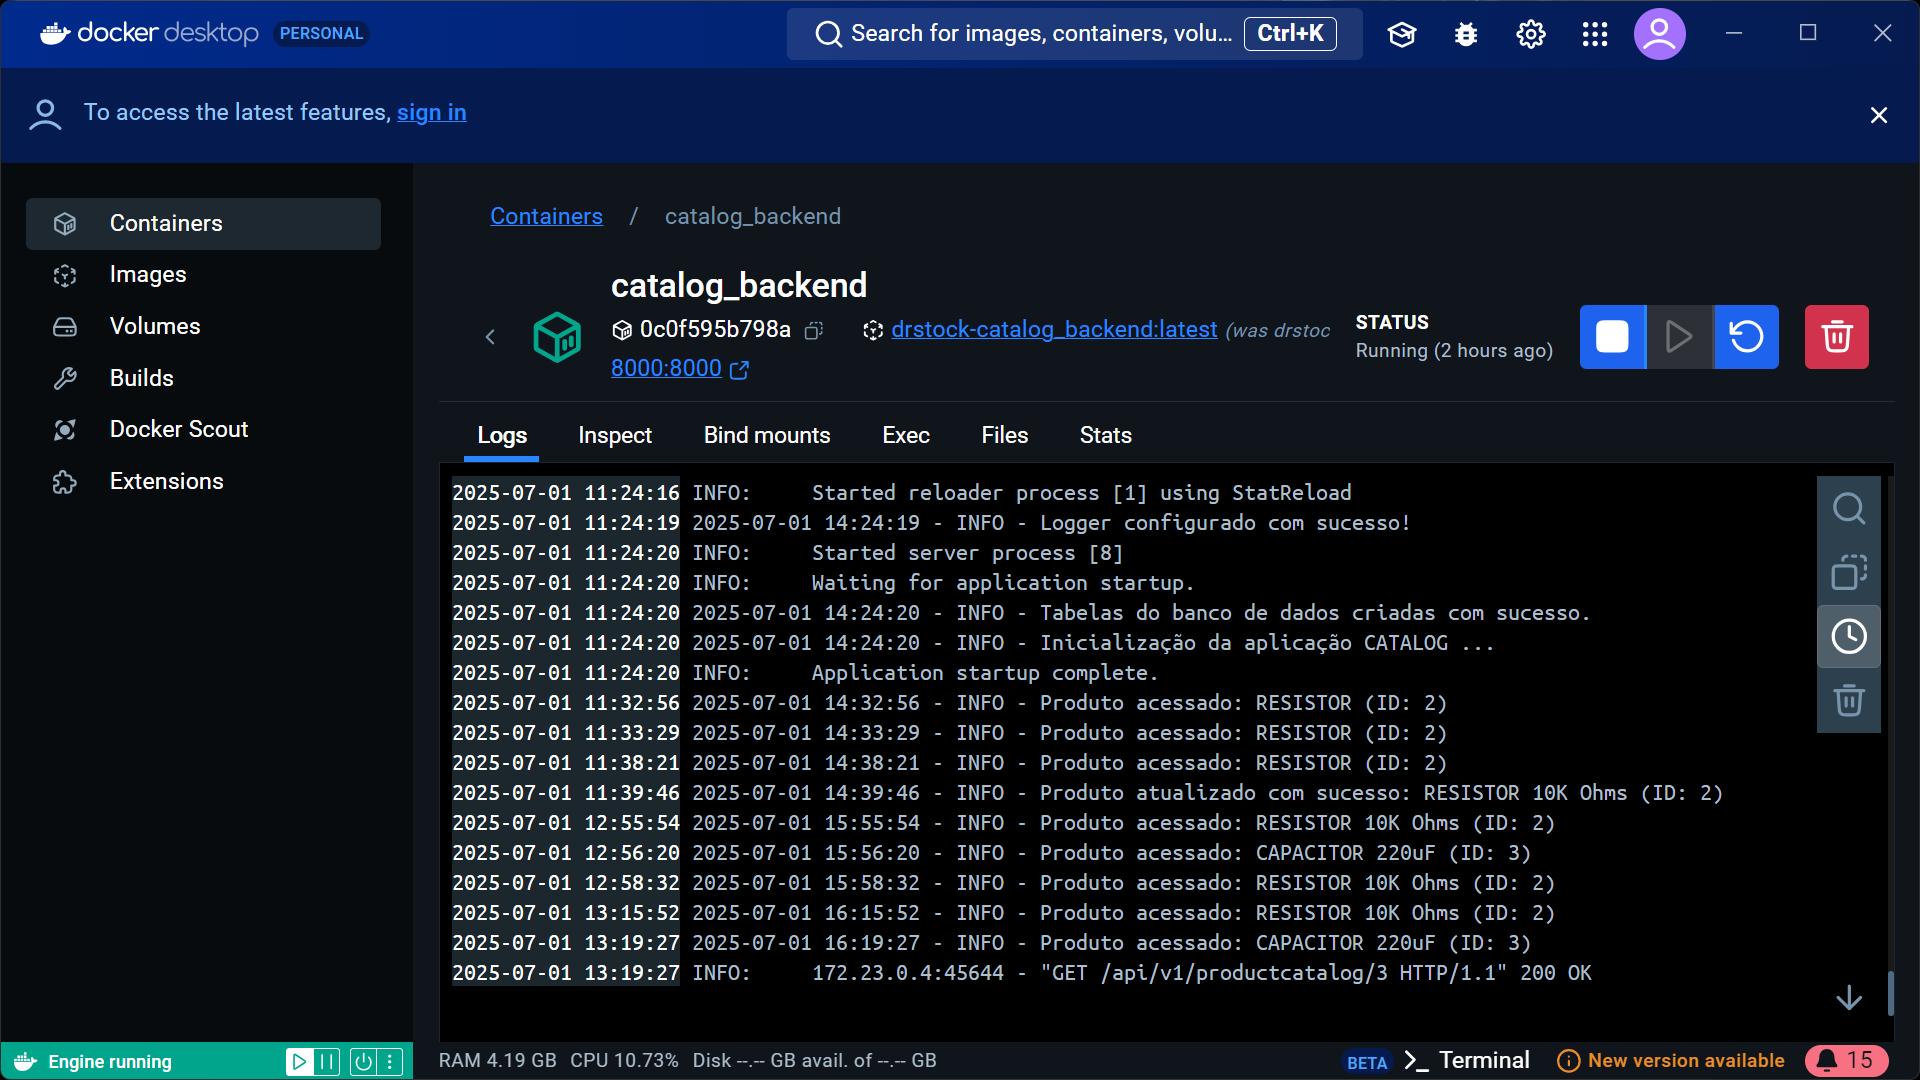 docker desktop PERSONAL
Search for images, containers, volu... Ctrl+K
To access the latest features, sign in
Containers
Images
Volumes
Builds
Docker Scout
Extensions
Containers / catalog_backend
catalog_backend
0c0f595b798a drstock-catalog_backend:latest (was drstoc
8000:8000
STATUS
Running (2 hours ago)
Logs Inspect Bind mounts Exec Files Stats
2025-07-01 11:24:16 INFO: Started reloader process [1] using StatReload
2025-07-01 11:24:19 2025-07-01 14:24:19 - INFO - Logger configurado com sucesso!
2025-07-01 11:24:20 INFO: Started server process [8]
2025-07-01 11:24:20 INFO: Waiting for application startup.
2025-07-01 11:24:20 2025-07-01 14:24:20 - INFO - Tabelas do banco de dados criadas com sucesso.
2025-07-01 11:24:20 2025-07-01 14:24:20 - INFO - Inicialização da aplicação CATALOG ...
2025-07-01 11:24:20 INFO: Application startup complete.
2025-07-01 11:32:56 2025-07-01 14:32:56 - INFO - Produto acessado: RESISTOR (ID: 2)
2025-07-01 11:33:29 2025-07-01 14:33:29 - INFO - Produto acessado: RESISTOR (ID: 2)
2025-07-01 11:38:21 2025-07-01 14:38:21 - INFO - Produto acessado: RESISTOR (ID: 2)
2025-07-01 11:39:46 2025-07-01 14:39:46 - INFO - Produto atualizado com sucesso: RESISTOR 10K Ohms (ID: 2)
2025-07-01 12:55:54 2025-07-01 15:55:54 - INFO - Produto acessado: RESISTOR 10K Ohms (ID: 2)
2025-07-01 12:56:20 2025-07-01 15:56:20 - INFO - Produto acessado: CAPACITOR 220uF (ID: 3)
2025-07-01 12:58:32 2025-07-01 15:58:32 - INFO - Produto acessado: RESISTOR 10K Ohms (ID: 2)
2025-07-01 13:15:52 2025-07-01 16:15:52 - INFO - Produto acessado: RESISTOR 10K Ohms (ID: 2)
2025-07-01 13:19:27 2025-07-01 16:19:27 - INFO - Produto acessado: CAPACITOR 220uF (ID: 3)
2025-07-01 13:19:27 INFO: 172.23.0.4:45644 - "GET /api/v1/productcatalog/3 HTTP/1.1" 200 OK
Engine running
RAM 4.19 GB CPU 10.73% Disk --.-- GB avail. of --.-- GB
BETA >_ Terminal
New version available
15